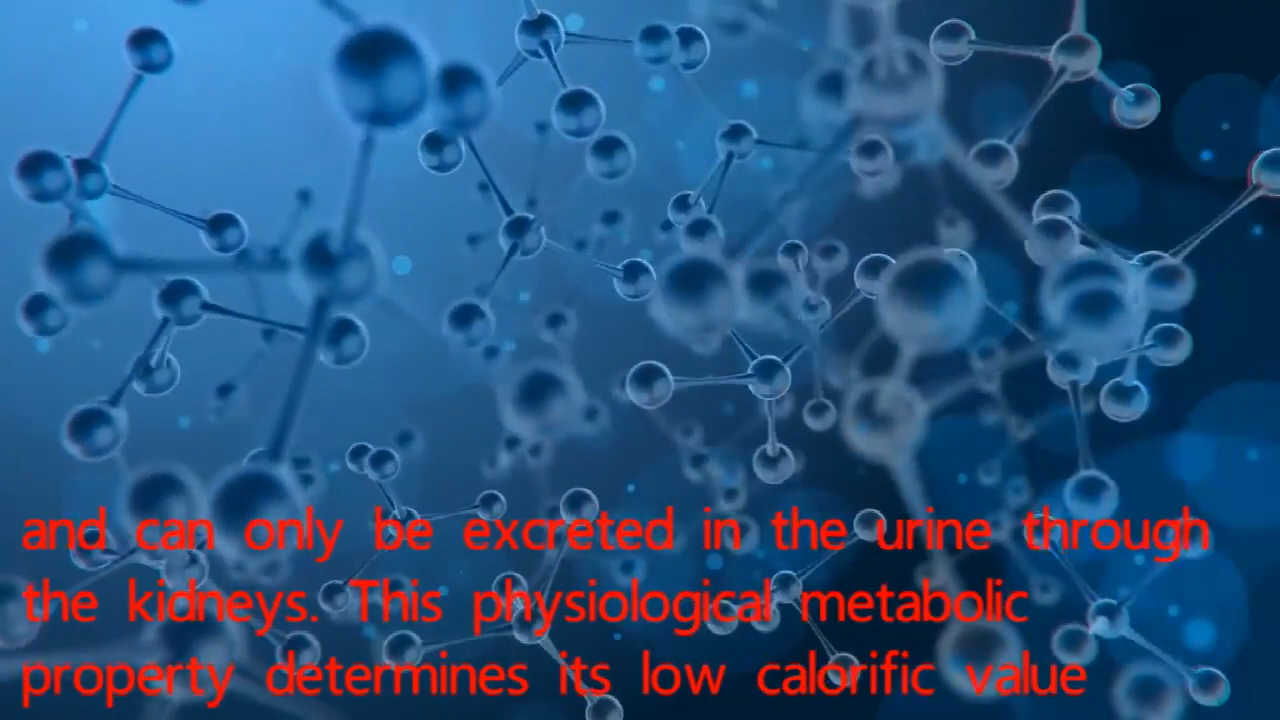 and can only be excreted in the urine through
the kidneys. This physiological metabolic
property determines its low calorific value